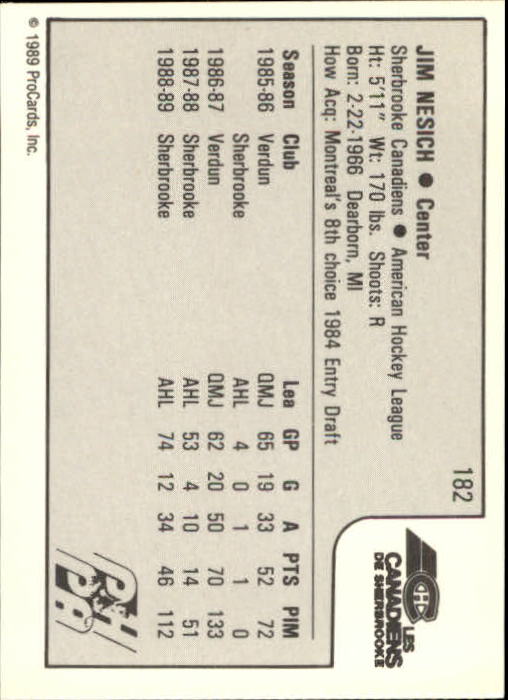 182
LES
CANADIENS
DE SHERBROOKE
JIM NESICH ● Center
Sherbrooke Canadiens ● American Hockey League
Ht: 5'11" Wt: 170 lbs. Shoots: R
Born: 2-22-1966 Dearborn, MI
How Acq: Montreal's 8th choice 1984 Entry Draft
Season Club Lea GP G A PTS PIM
1985-86 Verdun QMJ 65 19 33 52 72
Sherbrooke AHL 4 0 1 1 0
1986-87 Verdun QMJ 62 20 50 70 133
1987-88 Sherbrooke AHL 53 4 10 14 51
1988-89 Sherbrooke AHL 74 12 34 46 112
PHPA
© 1989 ProCards, Inc.